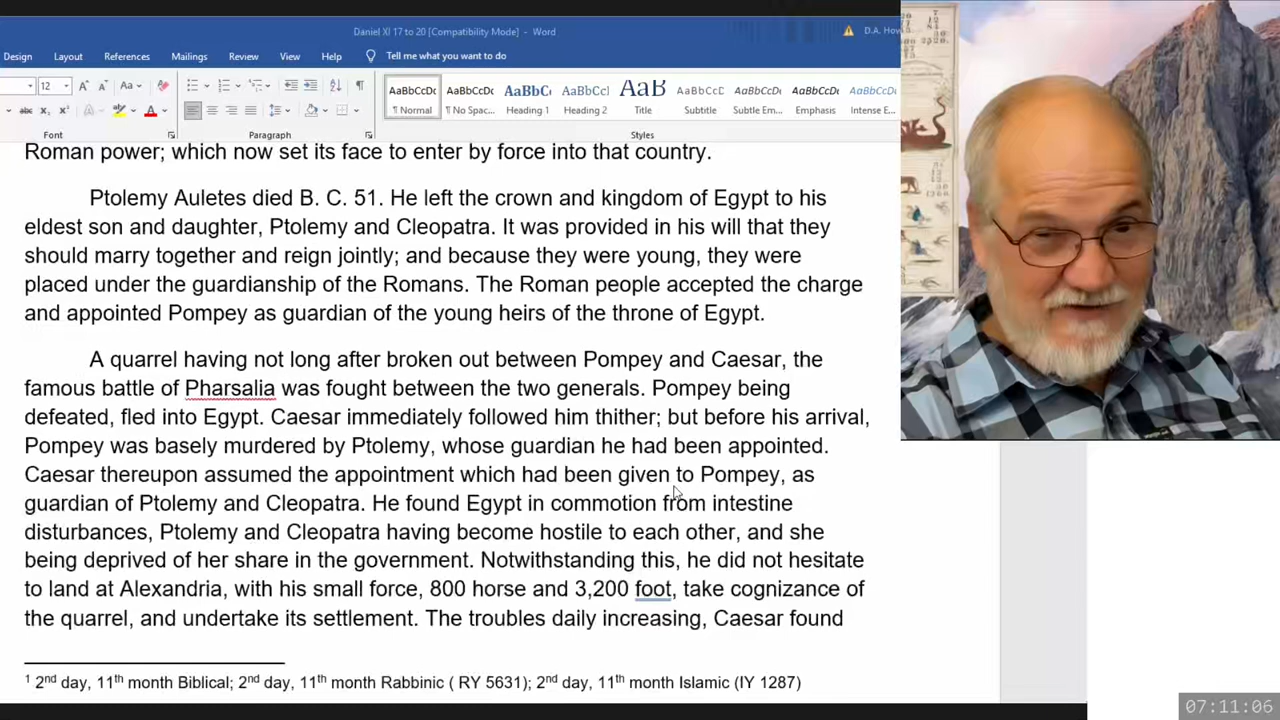 Daniel XI 17 to 20 [Compatibility Mode] - Word
Design Layout References Mailings Review View Help Tell me what you want to do
12 Aa
AaBbCcDc AaBbCcDc AaBbC AaBbCcI AaB AaBbCcD AaBbCcDc AaBbCcDc AaBbCcDc
¶ Normal ¶ No Spac... Heading 1 Heading 2 Title Subtitle Subtle Em... Emphasis Intense E...
Font Paragraph Styles
Roman power; which now set its face to enter by force into that country.
Ptolemy Auletes died B. C. 51. He left the crown and kingdom of Egypt to his
eldest son and daughter, Ptolemy and Cleopatra. It was provided in his will that they
should marry together and reign jointly; and because they were young, they were
placed under the guardianship of the Romans. The Roman people accepted the charge
and appointed Pompey as guardian of the young heirs of the throne of Egypt.
A quarrel having not long after broken out between Pompey and Caesar, the
famous battle of Pharsalia was fought between the two generals. Pompey being
defeated, fled into Egypt. Caesar immediately followed him thither; but before his arrival,
Pompey was basely murdered by Ptolemy, whose guardian he had been appointed.
Caesar thereupon assumed the appointment which had been given to Pompey, as
guardian of Ptolemy and Cleopatra. He found Egypt in commotion from intestine
disturbances, Ptolemy and Cleopatra having become hostile to each other, and she
being deprived of her share in the government. Notwithstanding this, he did not hesitate
to land at Alexandria, with his small force, 800 horse and 3,200 foot, take cognizance of
the quarrel, and undertake its settlement. The troubles daily increasing, Caesar found
1 2nd day, 11th month Biblical; 2nd day, 11th month Rabbinic ( RY 5631); 2nd day, 11th month Islamic (IY 1287)
07:11:06